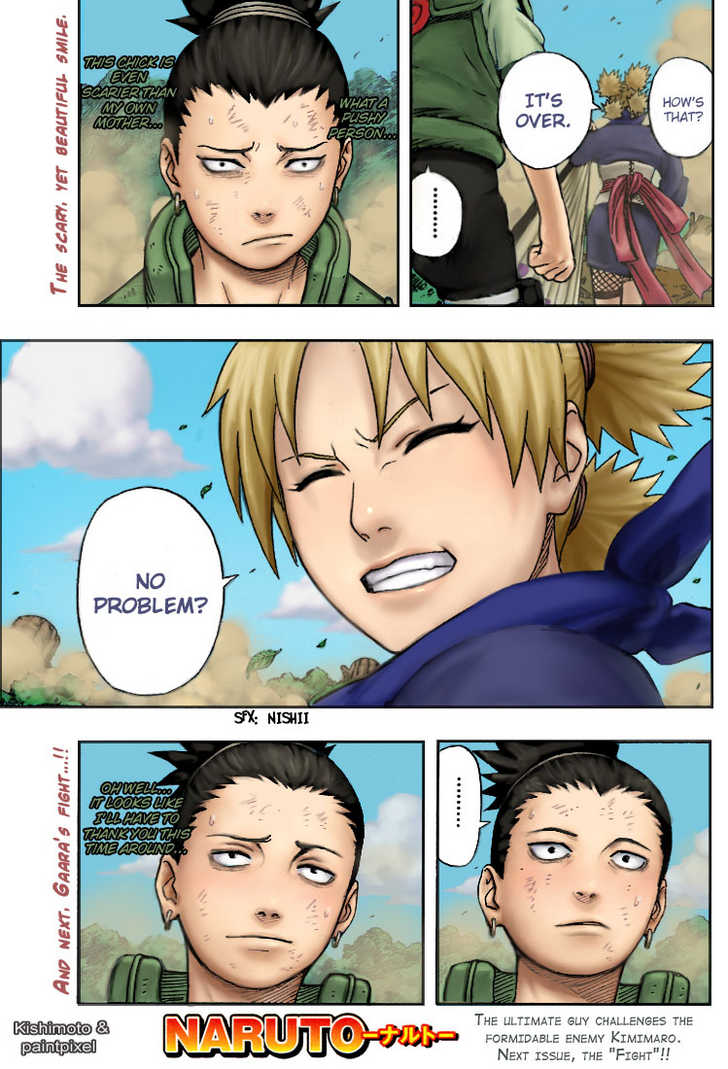 HOW'S
THAT?
IT'S
OVER.
........
WHAT A
PUSHY
PERSON...
THIS CHICK IS
EVEN
SCARIER THAN
MY OWN
MOTHER...
THE SCARY, YET BEAUTIFUL SMILE.
NO
PROBLEM?
SFX: NISHII
........
OH WELL...
IT LOOKS LIKE
I'LL HAVE TO
THANK YOU THIS
TIME AROUND...
AND NEXT, GAARA'S FIGHT...!!
Kishimoto &
paintpixel
NARUTO ーナルトー
THE ULTIMATE GUY CHALLENGES THE
FORMIDABLE ENEMY KIMIMARO.
NEXT ISSUE, THE "FIGHT"!!